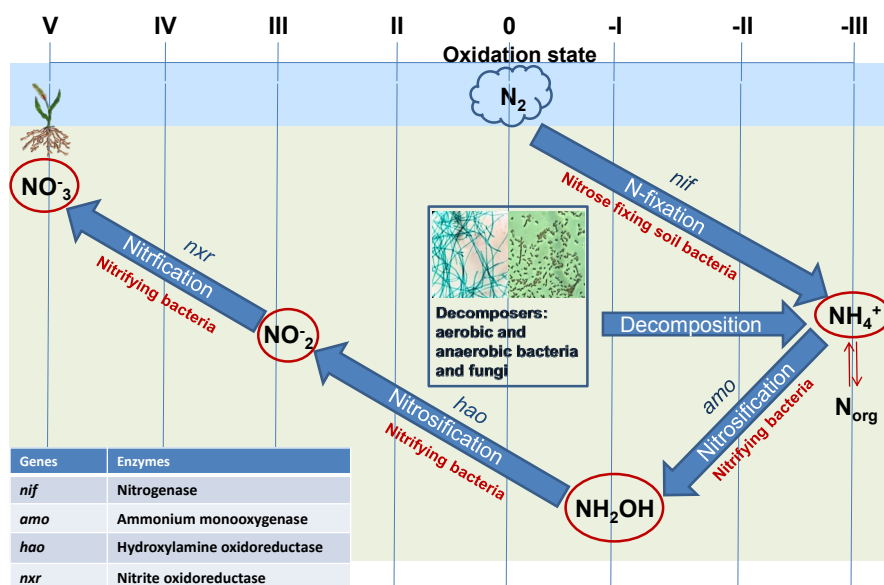 V IV III II 0 -I -II -III
Oxidation state
N₂
NO⁻₃
nif
N-fixation
Nitrose fixing soil bacteria
nxr
Nitrfication
Nitrifying bacteria
Decomposers:
aerobic and
anaerobic bacteria
and fungi
Decomposition
NH₄⁺
NO⁻₂
hao
Nitrosification
Nitrifying bacteria
amo
Nitrosification
Nitrifying bacteria
N org
NH₂OH
Genes Enzymes
nif Nitrogenase
amo Ammonium monooxygenase
hao Hydroxylamine oxidoreductase
nxr Nitrite oxidoreductase